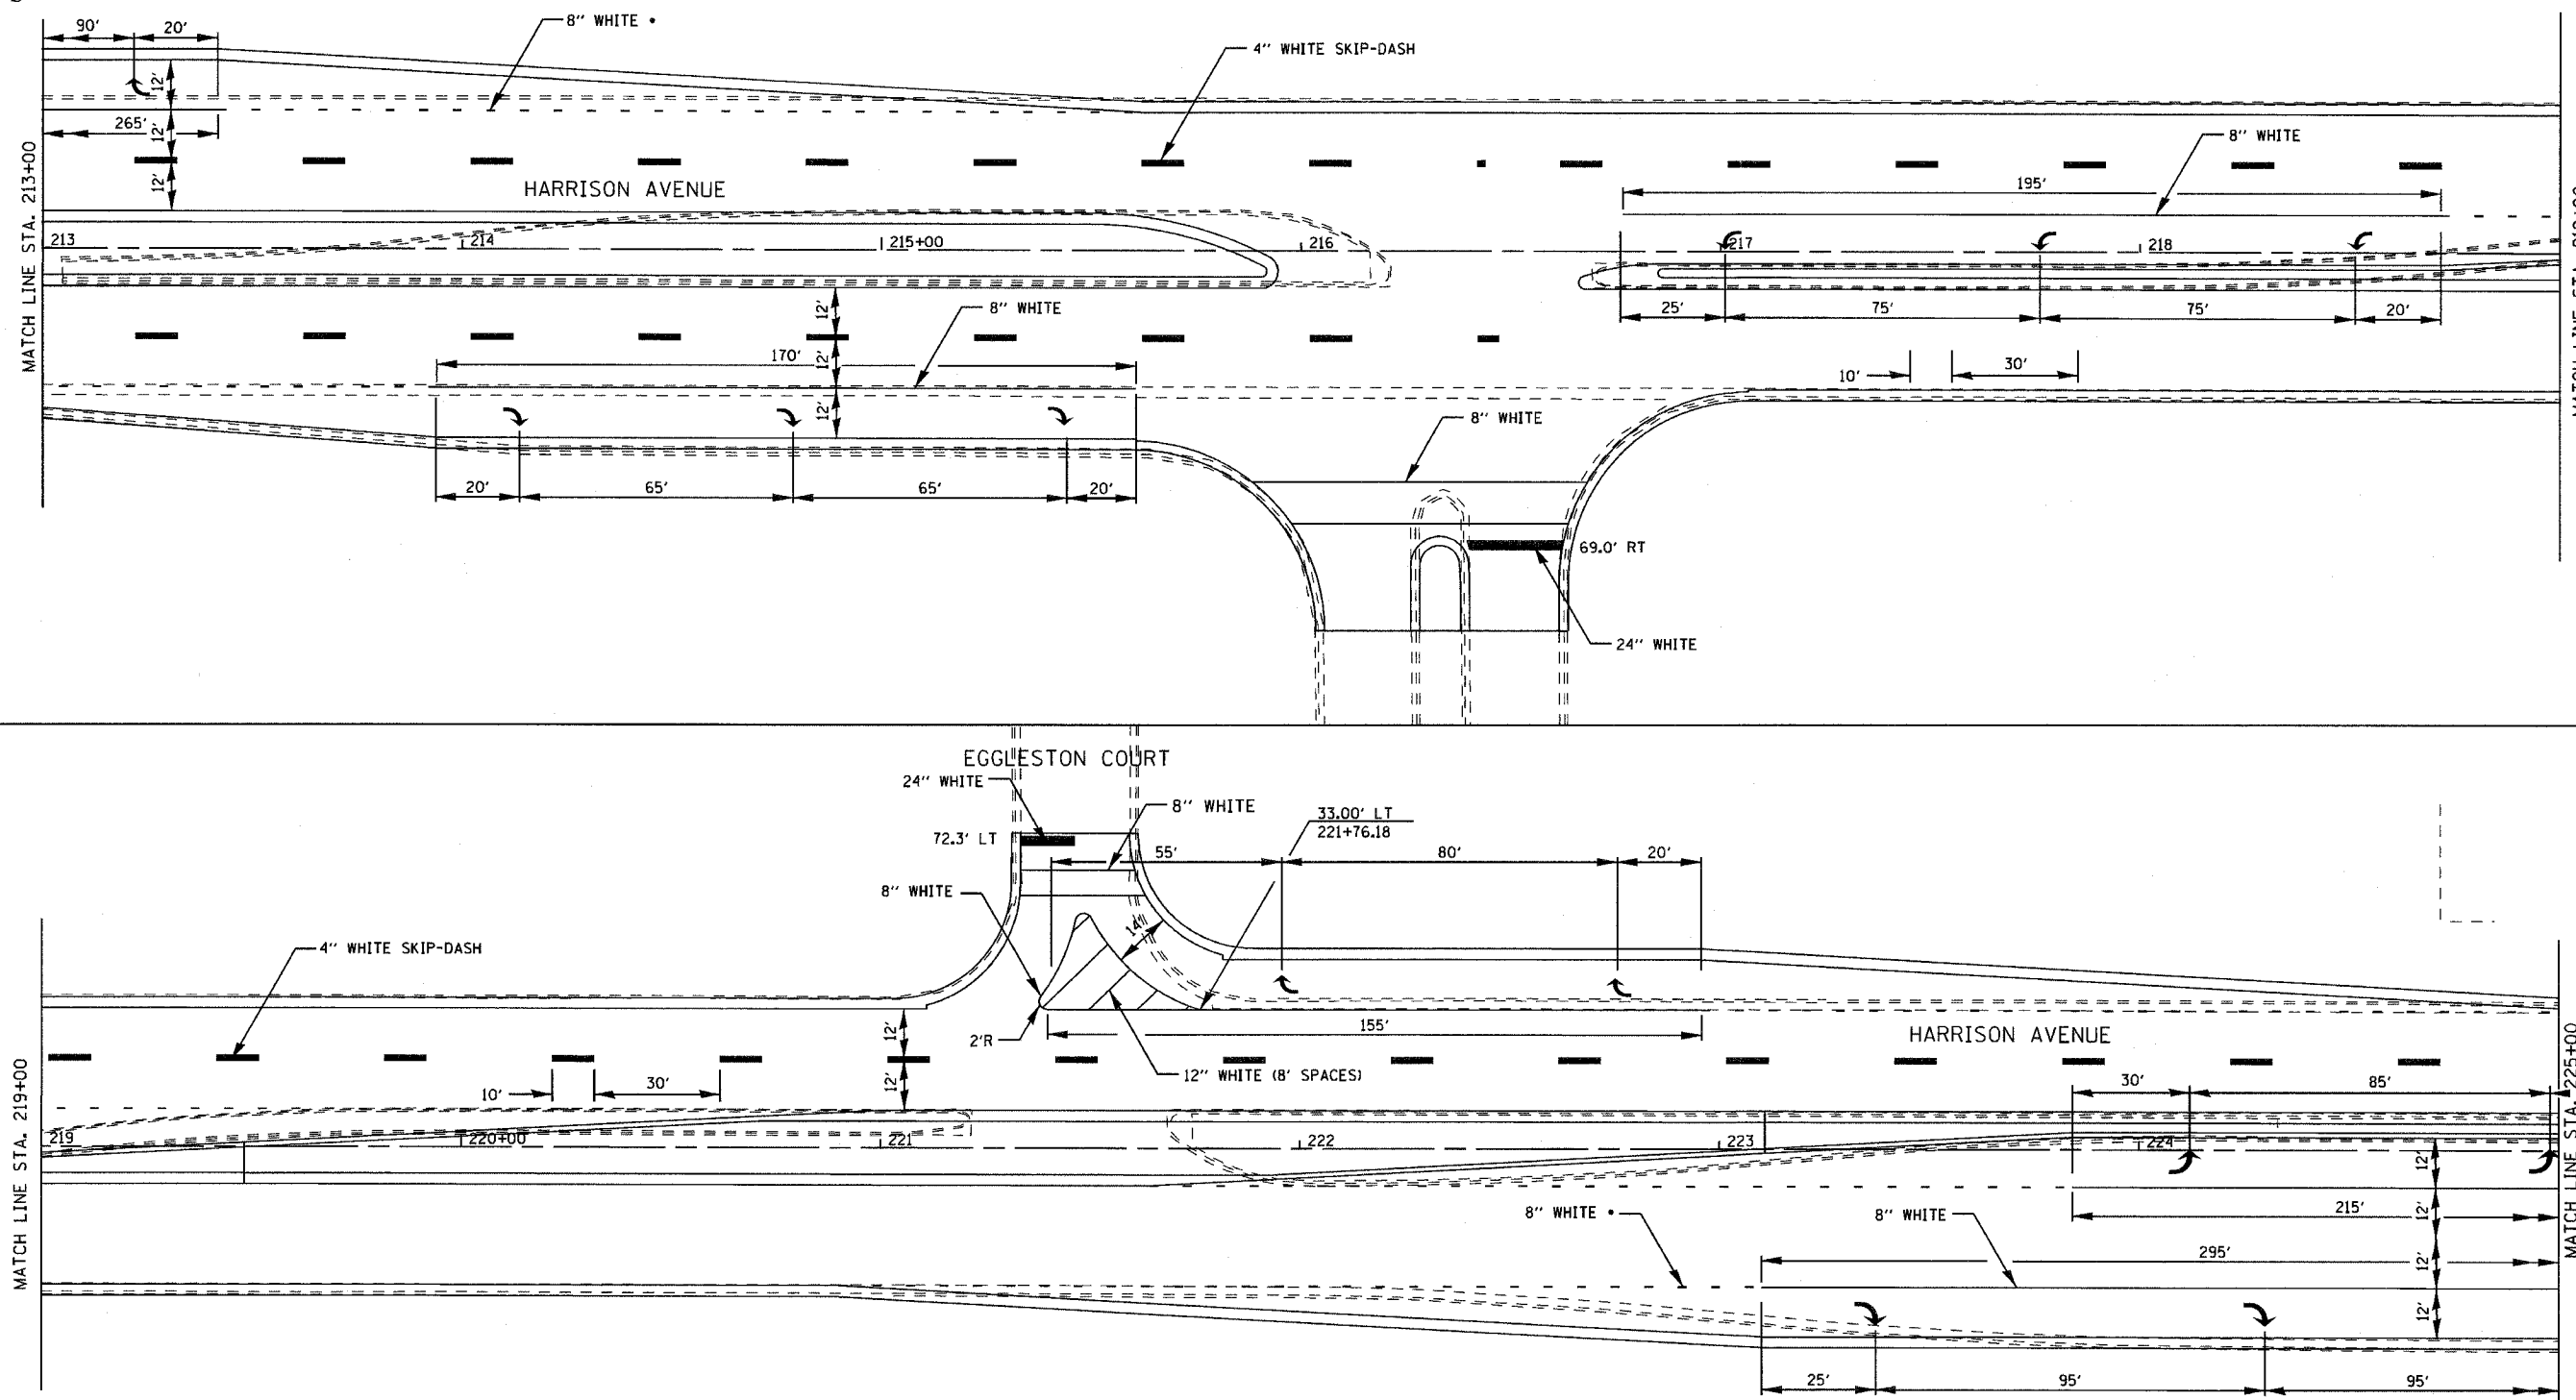 90'
20'
8" WHITE •
4" WHITE SKIP-DASH
12'
265'
12'
12'
8" WHITE
195'
HARRISON AVENUE
MATCH LINE STA. 213+00
213
214
215+00
216
217
218
12'
8" WHITE
25'
75'
75'
20'
170'
12'
10'
30'
12'
8" WHITE
20'
65'
65'
20'
69.0' RT
24" WHITE
EGGLESTON COURT
24" WHITE
8" WHITE
33.00' LT
221+76.18
72.3' LT
55'
80'
20'
8" WHITE
14'
4" WHITE SKIP-DASH
155'
2'R
12'
HARRISON AVENUE
12" WHITE (8' SPACES)
10'
30'
12'
30'
85'
MATCH LINE STA. 219+00
MATCH LINE STA. 225+00
219
220+00
221
222
223
224
12'
8" WHITE •
8" WHITE
215'
12'
295'
12'
12'
25'
95'
95'